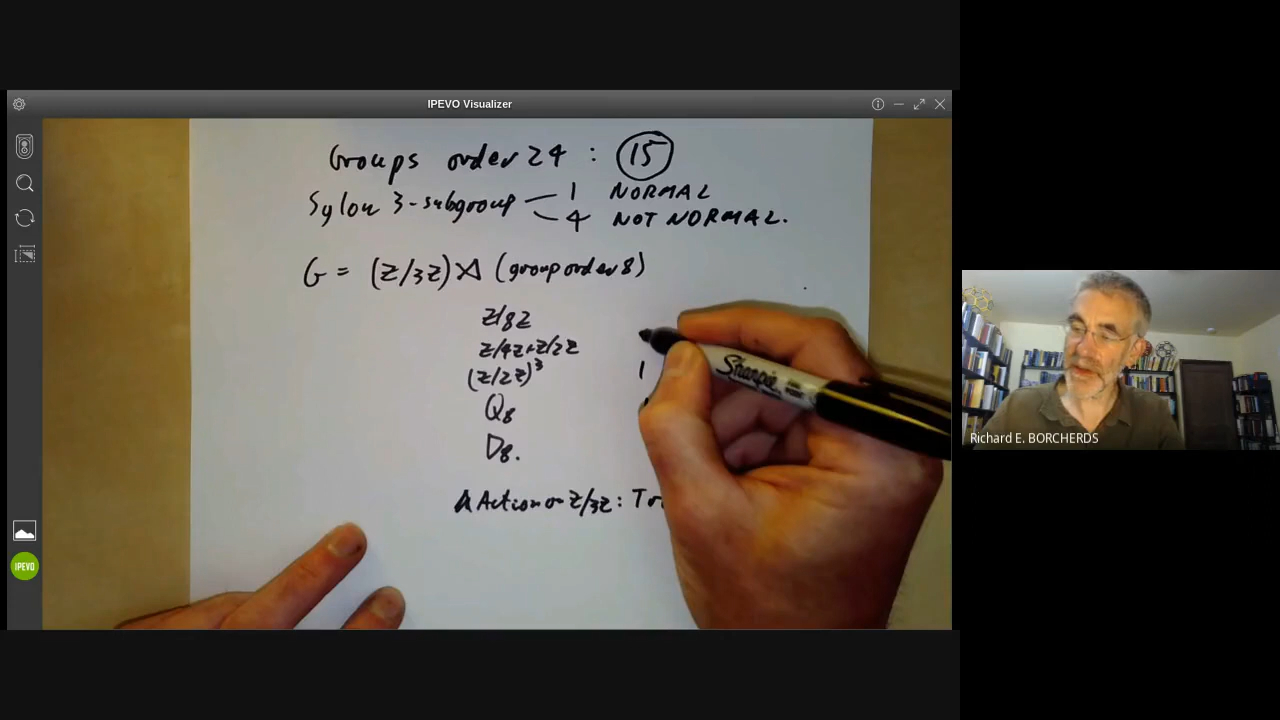 IPEVO Visualizer
Groups order 24 : 15
Sylow 3-subgroup 1 NORMAL
4 NOT NORMAL.
G = (Z/3Z) ⋊ (group order 8)
Z/8Z
Z/4Z×Z/2Z
(Z/2Z)³ 1
Q8
D8.
Action on Z/3Z:
Sharpie
IPEVO
Richard E. BORCHERDS